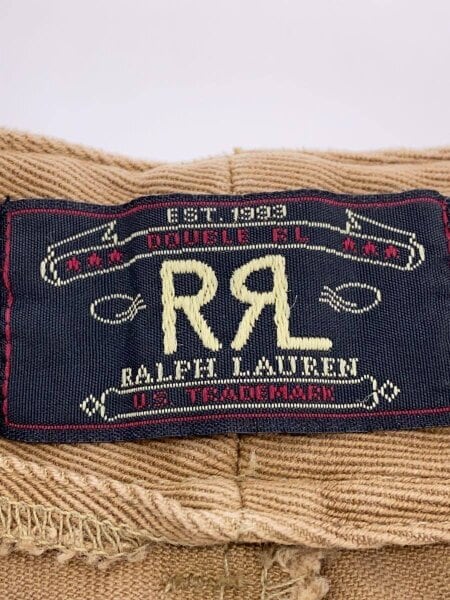 EST. 1993
DOUBLE RL
RRL
RALPH LAUREN
U.S. TRADEMARK